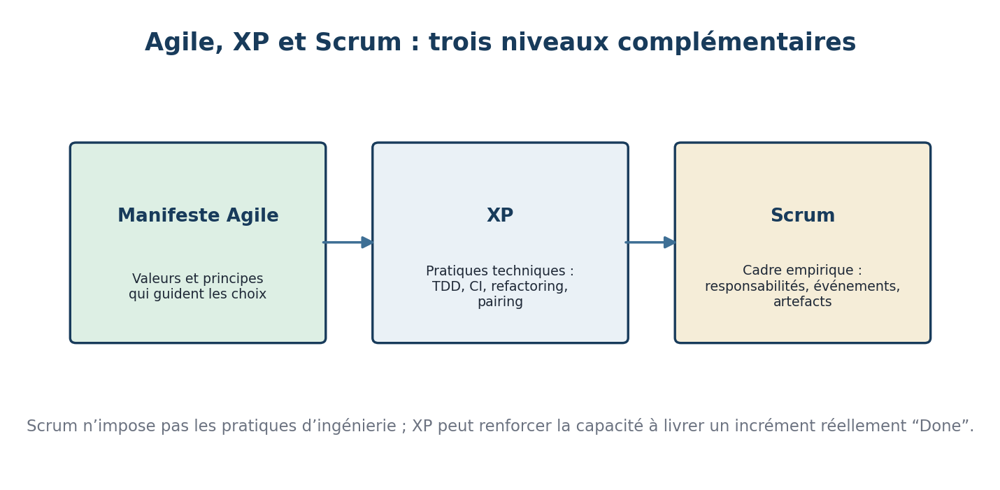 Agile, XP et Scrum : trois niveaux complémentaires
Manifeste Agile
Valeurs et principes
qui guident les choix
XP
Pratiques techniques :
TDD, CI, refactoring,
pairing
Scrum
Cadre empirique :
responsabilités, événements,
artefacts
Scrum n’impose pas les pratiques d’ingénierie ; XP peut renforcer la capacité à livrer un incrément réellement “Done”.